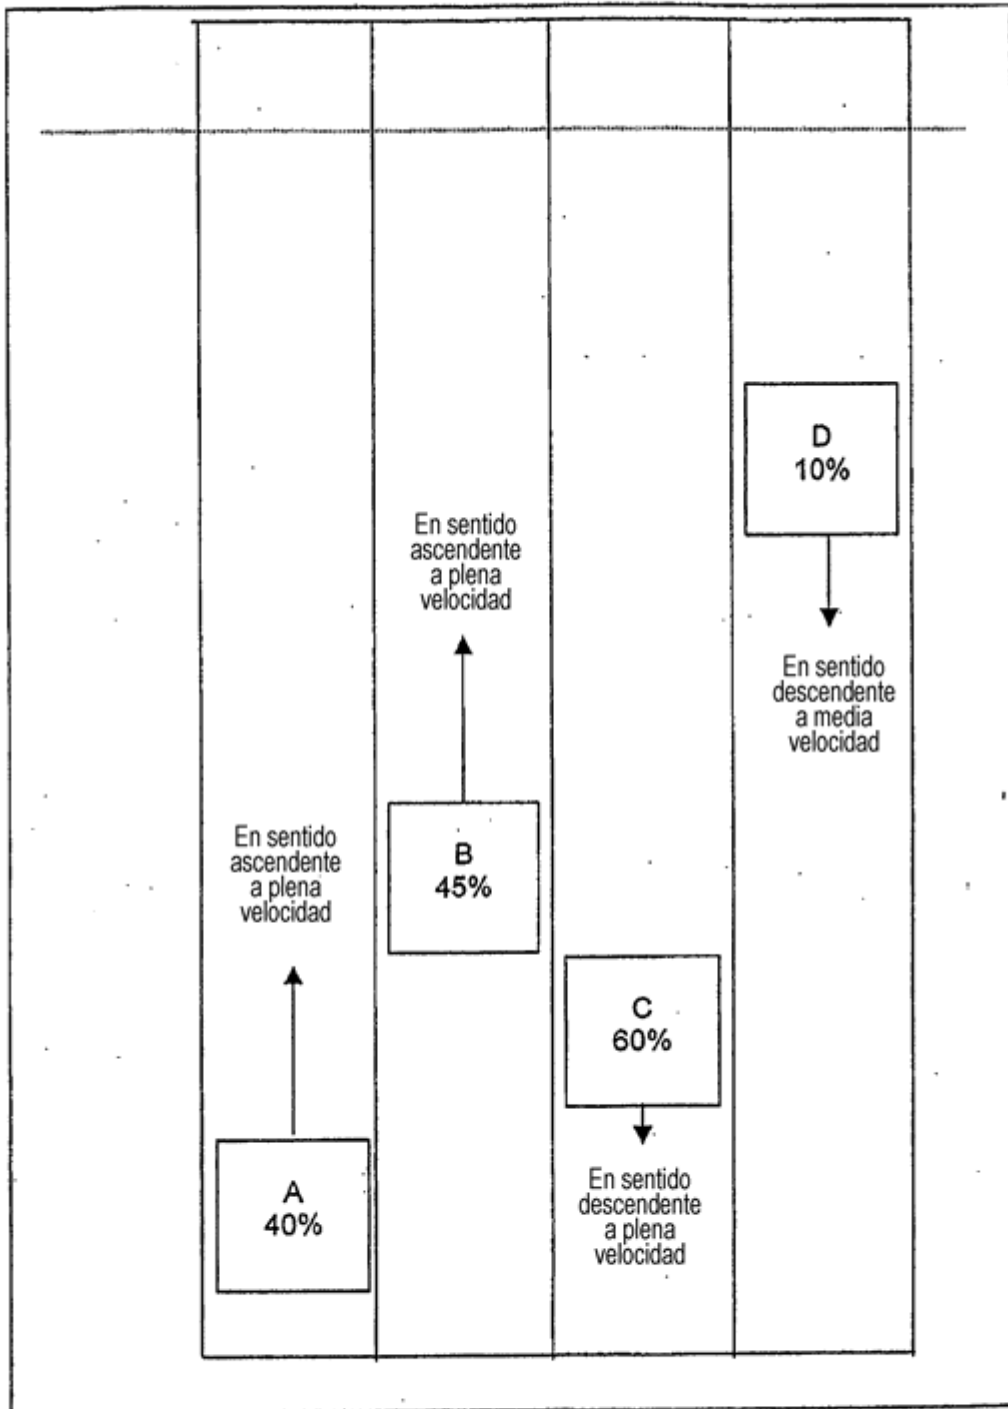 D
10%
En sentido
ascendente
a plena
velocidad
En sentido
descendente
a media
velocidad
En sentido
ascendente
a plena
velocidad
B
45%
C
60%
A
40%
En sentido
descendente
a plena
velocidad